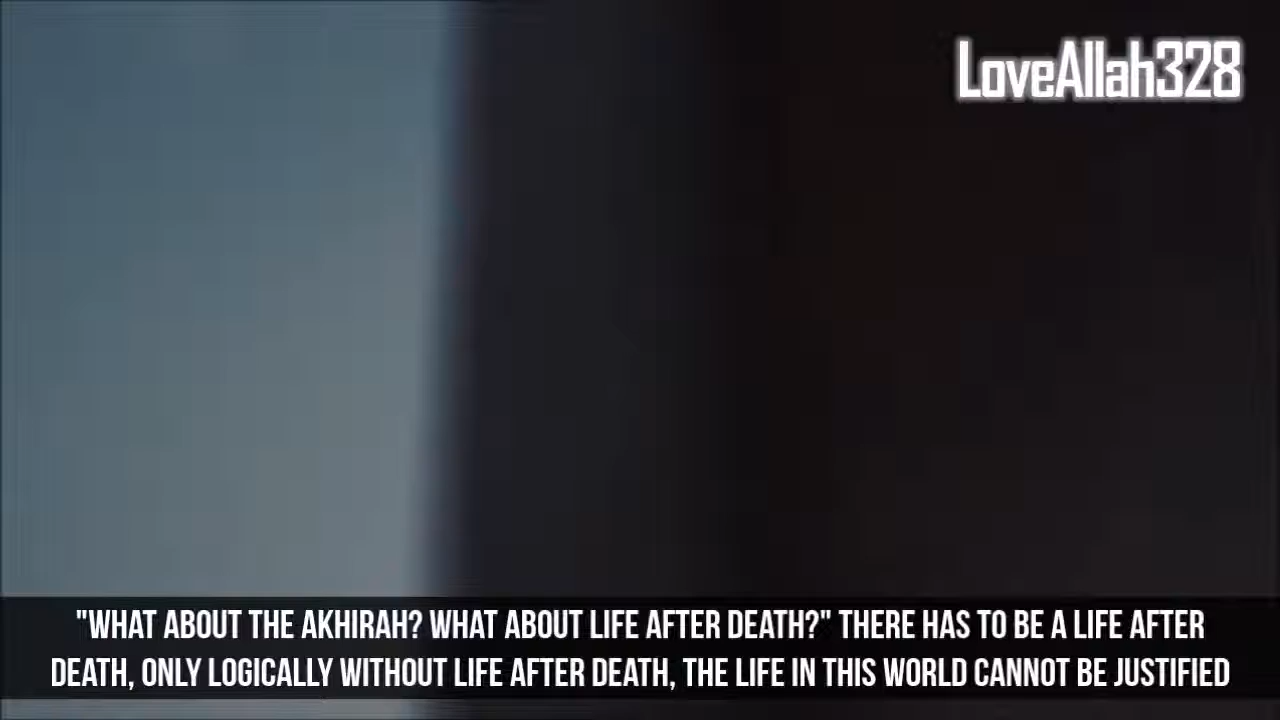 LoveAllah328
"WHAT ABOUT THE AKHIRAH? WHAT ABOUT LIFE AFTER DEATH?" THERE HAS TO BE A LIFE AFTER
DEATH, ONLY LOGICALLY WITHOUT LIFE AFTER DEATH, THE LIFE IN THIS WORLD CANNOT BE JUSTIFIED